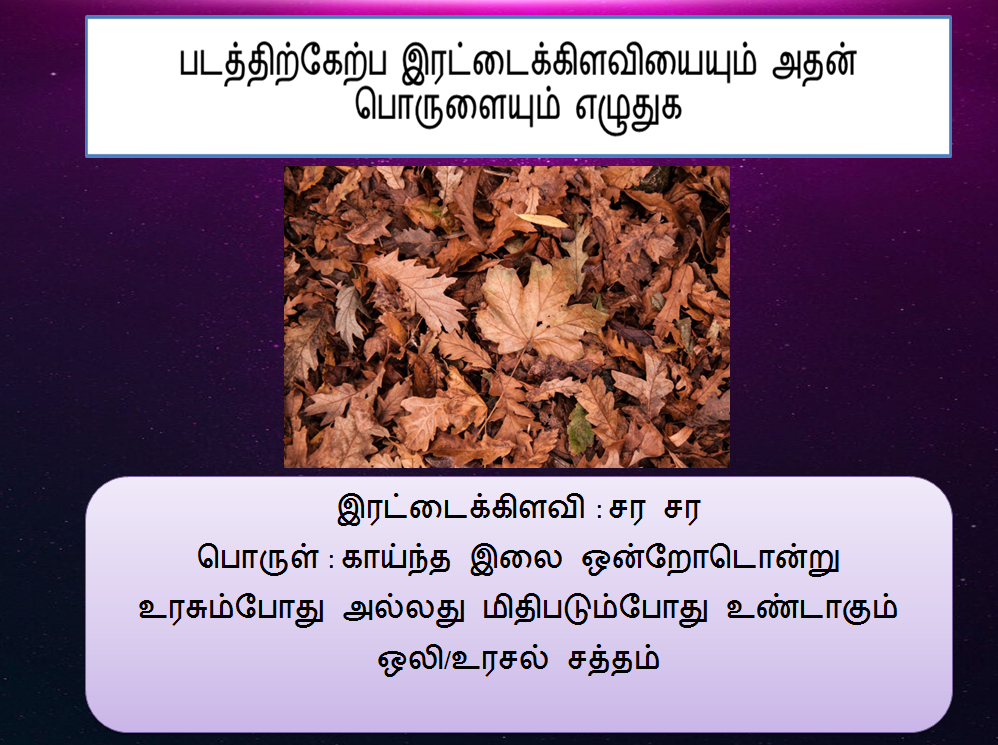 படத்திற்கேற்ப இரட்டைக்கிளவியையும் அதன்
பொருளையும் எழுதுக
இரட்டைக்கிளவி : சர சர
பொருள் : காய்ந்த இலை ஒன்றோடொன்று
உரசும்போது அல்லது மிதிபடும்போது உண்டாகும்
ஒலி/உரசல் சத்தம்